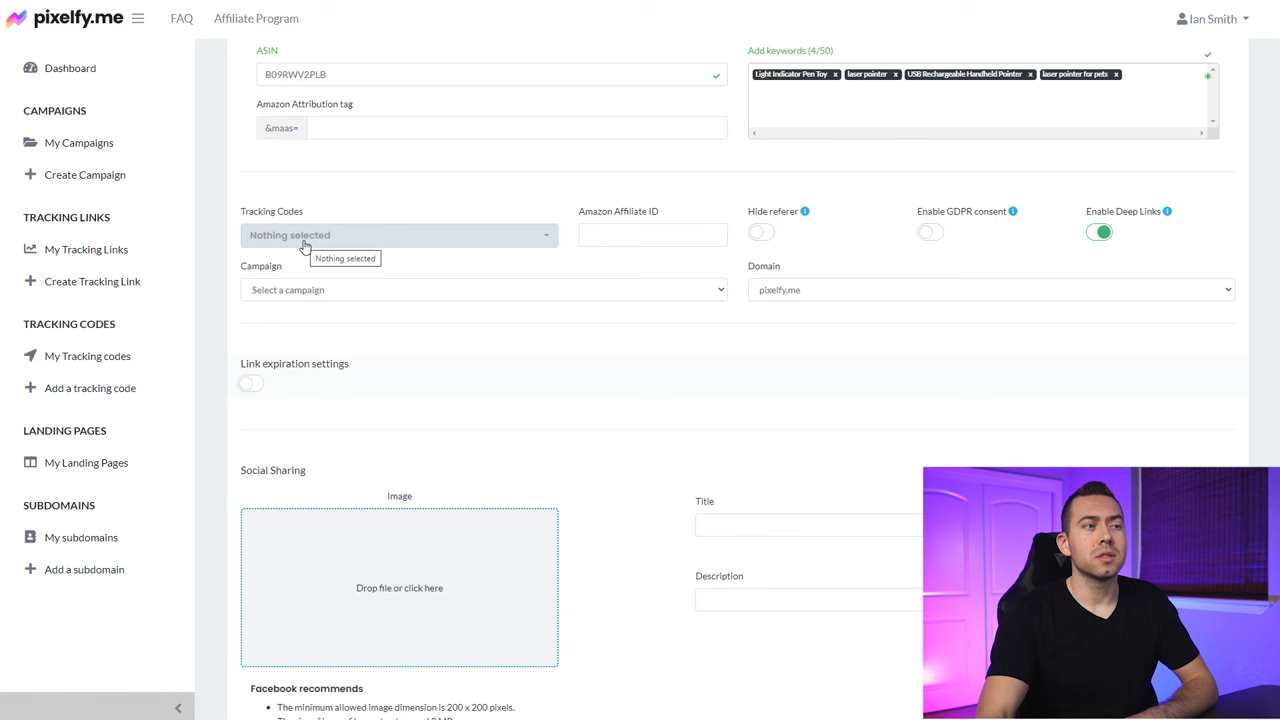 pixelfy.me
FAQ
Affiliate Program
Ian Smith
Dashboard
CAMPAIGNS
My Campaigns
Create Campaign
TRACKING LINKS
My Tracking Links
Create Tracking Link
TRACKING CODES
My Tracking codes
Add a tracking code
LANDING PAGES
My Landing Pages
SUBDOMAINS
My subdomains
Add a subdomain
ASIN
B09RWV2PLB
Amazon Attribution tag
&maas=
Add keywords (4/50)
Light Indicator Pen Toy x laser pointer x USB Rechargeable Handheld Pointer x laser pointer for pets x
Tracking Codes
Nothing selected
Nothing selected
Amazon Affiliate ID
Hide referer
Enable GDPR consent
Enable Deep Links
Campaign
Select a campaign
Domain
pixelfy.me
Link expiration settings
Social Sharing
Image
Drop file or click here
Title
Description
Facebook recommends
• The minimum allowed image dimension is 200 x 200 pixels.